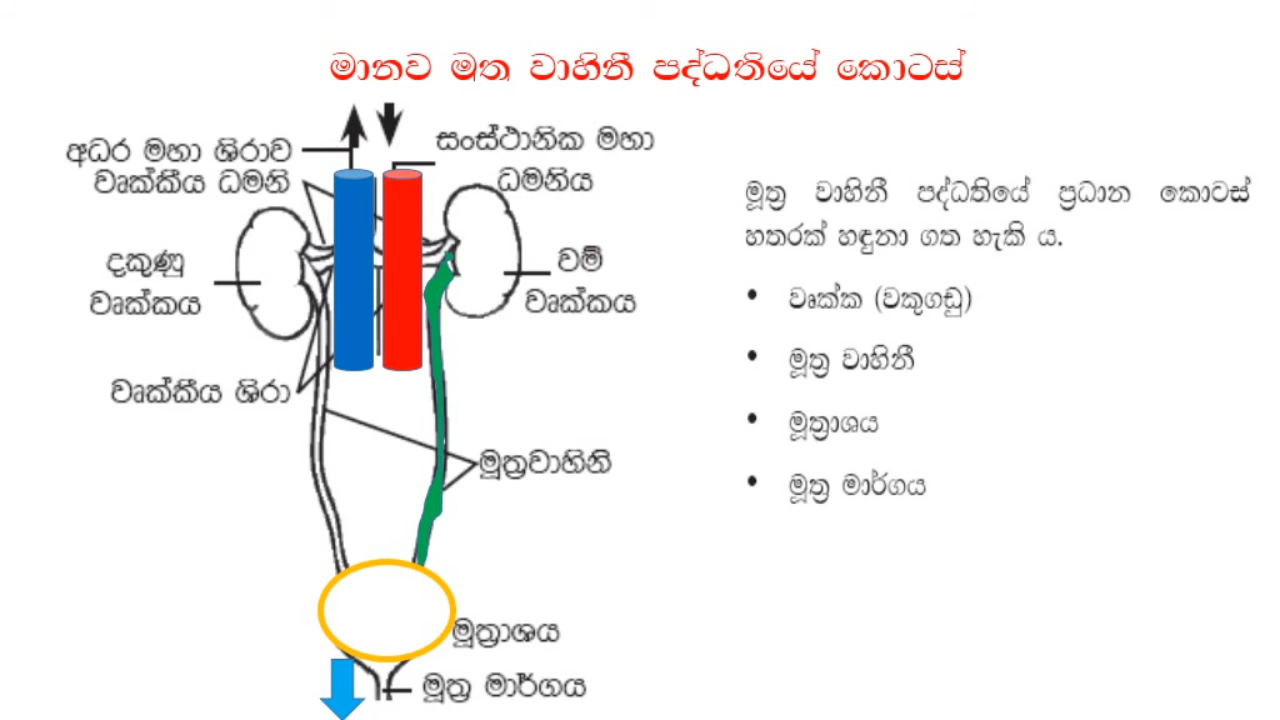 මානව මූත්‍ර වාහිනී පද්ධතියේ කොටස්
අධර මහා ශිරාව
වෘක්කීය ධමනි
සංස්ථානික මහා
ධමනිය
දකුණු
වෘක්කය
වම්
වෘක්කය
වෘක්කීය ශිරා
මූත්‍රවාහිනි
මූත්‍රාශය
මූත්‍ර මාර්ගය
මූත්‍ර වාහිනී පද්ධතියේ ප්‍රධාන කොටස්
හතරක් හඳුනා ගත හැකි ය.
• වෘක්ක (වකුගඩු)
• මූත්‍ර වාහිනී
• මූත්‍රාශය
• මූත්‍ර මාර්ගය